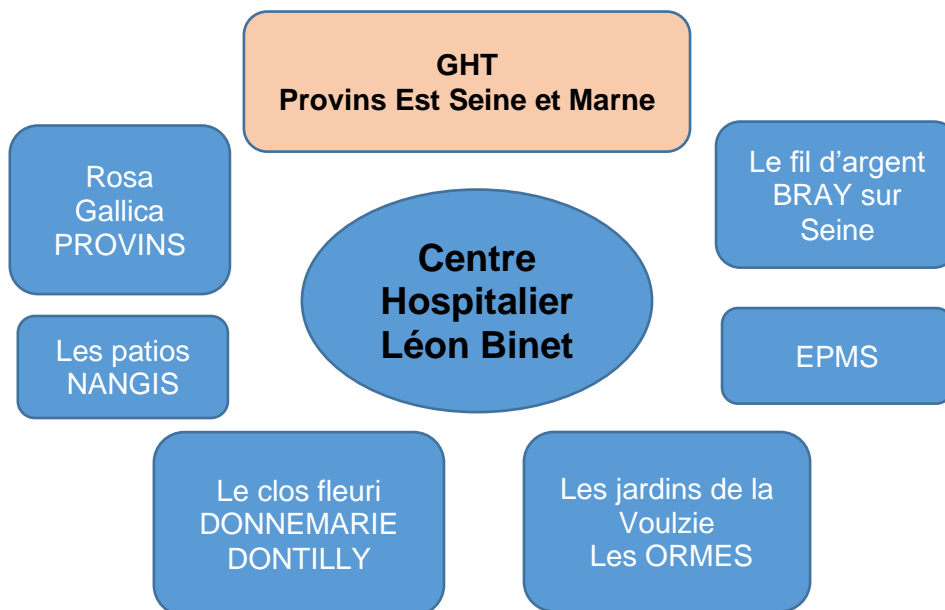 GHT
Provins Est Seine et Marne
Rosa
Gallica
PROVINS
Le fil d’argent
BRAY sur
Seine
Centre
Hospitalier
Léon Binet
Les patios
NANGIS
EPMS
Le clos fleuri
DONNEMARIE
DONTILLY
Les jardins de la
Voulzie
Les ORMES